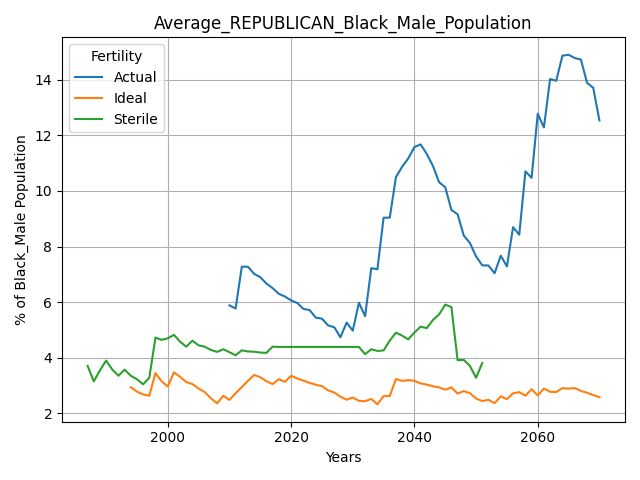 Average_REPUBLICAN_Black_Male_Population
Fertility
Actual
Ideal
Sterile
% of Black_Male Population
14
12
10
8
6
4
2
2000
2020
2040
2060
Years